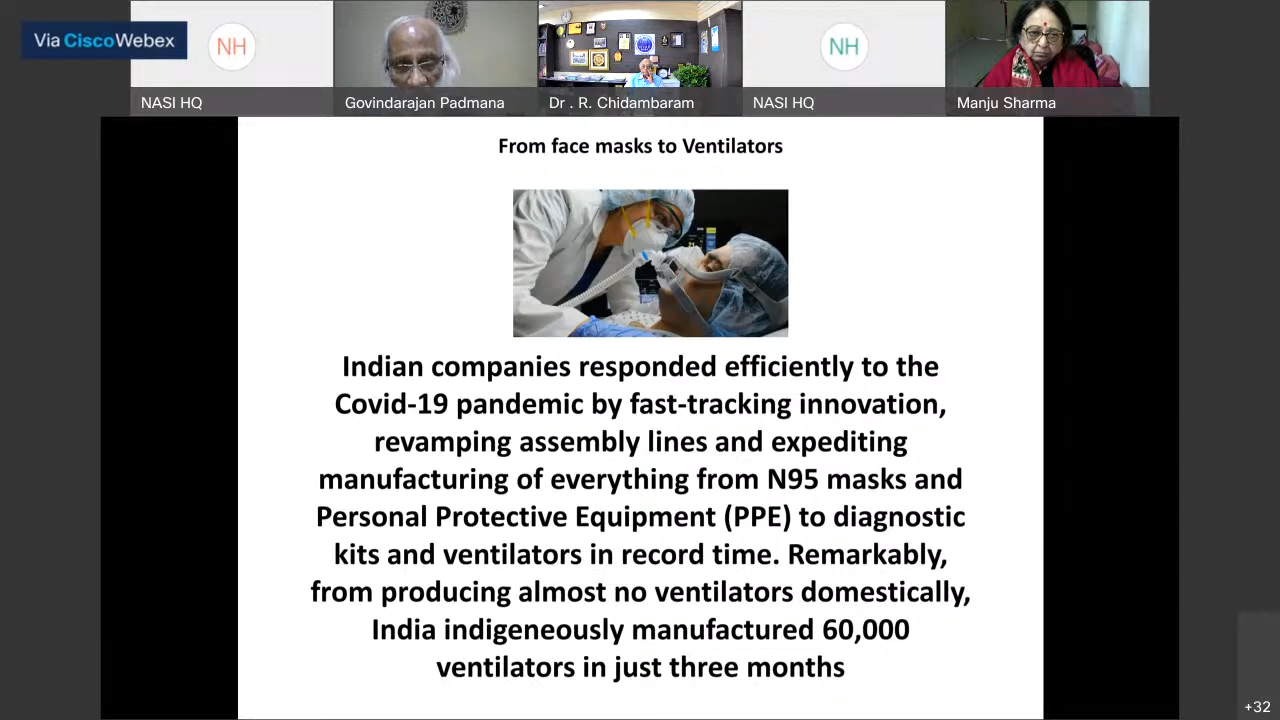 Via Cisco Webex
NH
NH
NASI HQ
Govindarajan Padmana
Dr . R. Chidambaram
NASI HQ
Manju Sharma
From face masks to Ventilators
Indian companies responded efficiently to the
Covid-19 pandemic by fast-tracking innovation,
revamping assembly lines and expediting
manufacturing of everything from N95 masks and
Personal Protective Equipment (PPE) to diagnostic
kits and ventilators in record time. Remarkably,
from producing almost no ventilators domestically,
India indigeneously manufactured 60,000
ventilators in just three months
+32